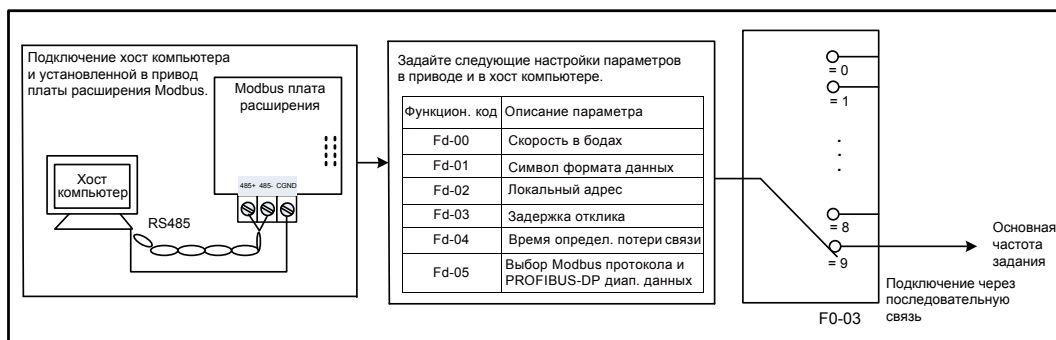 Подключение хост компьютера
и установленной в привод
платы расширения Modbus.
Modbus плата
расширения
485+ 485- CGND
Хост
компьютер
RS485
Задайте следующие настройки параметров
в приводе и в хост компьютере.
Функцион. код Описание параметра
Fd-00 Скорость в бодах
Fd-01 Символ формата данных
Fd-02 Локальный адрес
Fd-03 Задержка отклика
Fd-04 Время определ. потери связи
Fd-05 Выбор Modbus протокола и
PROFIBUS-DP диап. данных
= 0
= 1
= 8
= 9
F0-03
Основная
частота
задания
Подключение через
последовательную
связь